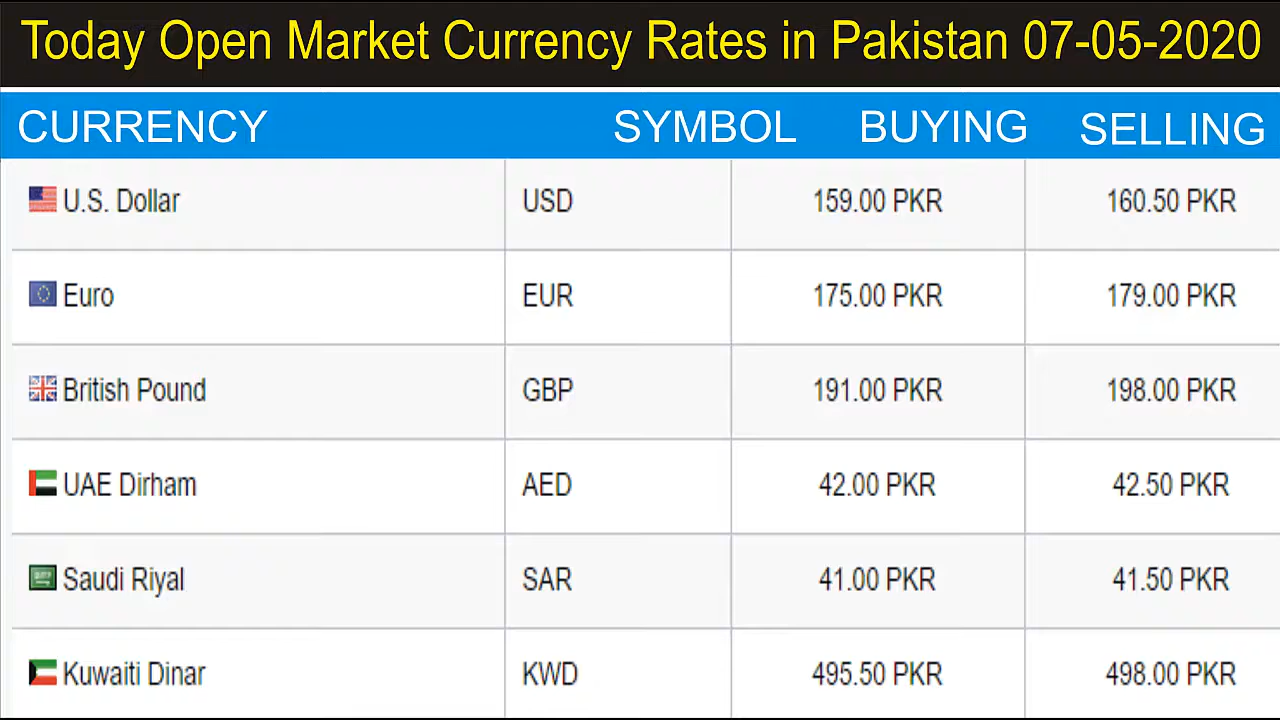 Today Open Market Currency Rates in Pakistan 07-05-2020
CURRENCY SYMBOL BUYING SELLING
U.S. Dollar USD 159.00 PKR 160.50 PKR
Euro EUR 175.00 PKR 179.00 PKR
British Pound GBP 191.00 PKR 198.00 PKR
UAE Dirham AED 42.00 PKR 42.50 PKR
Saudi Riyal SAR 41.00 PKR 41.50 PKR
Kuwaiti Dinar KWD 495.50 PKR 498.00 PKR